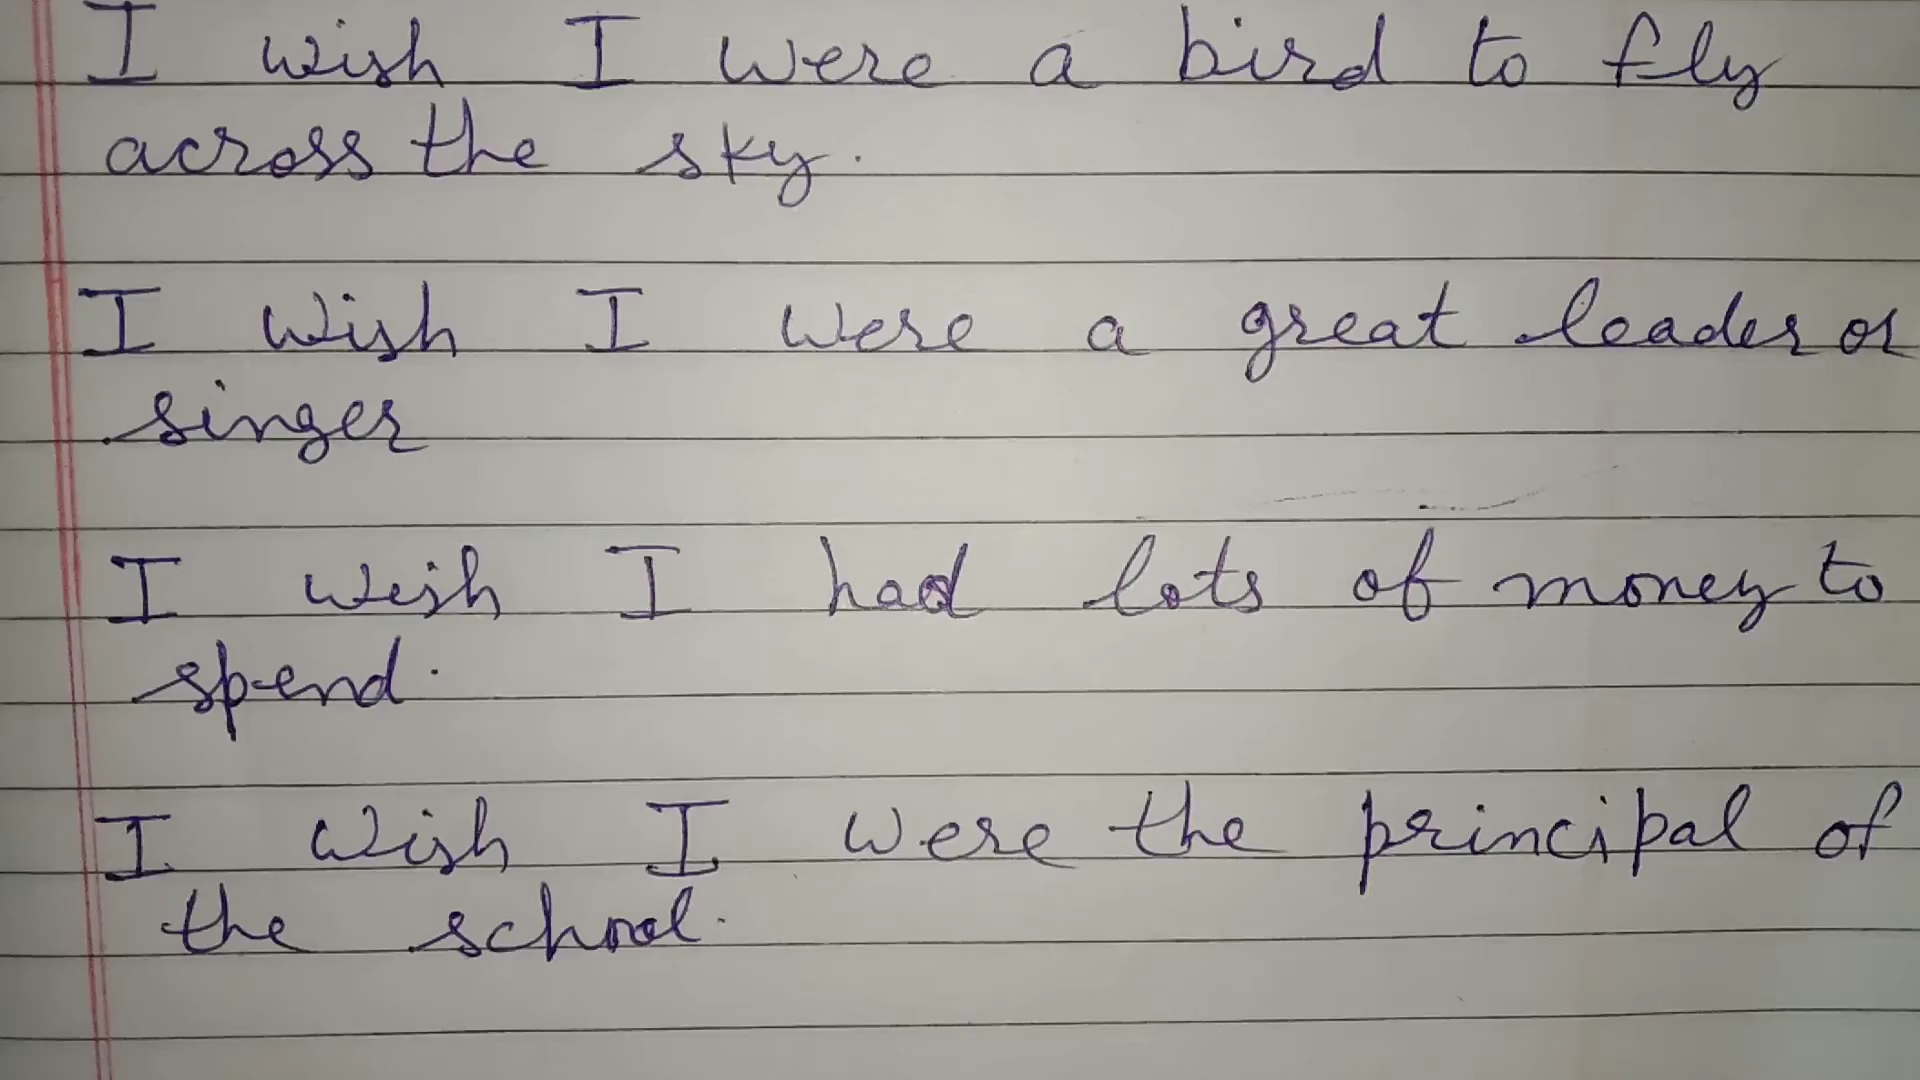 I wish I were a bird to fly
across the sky.
I wish I were a great leader or
singer
I wish I had lots of money to
spend.
I wish I were the principal of
the school.